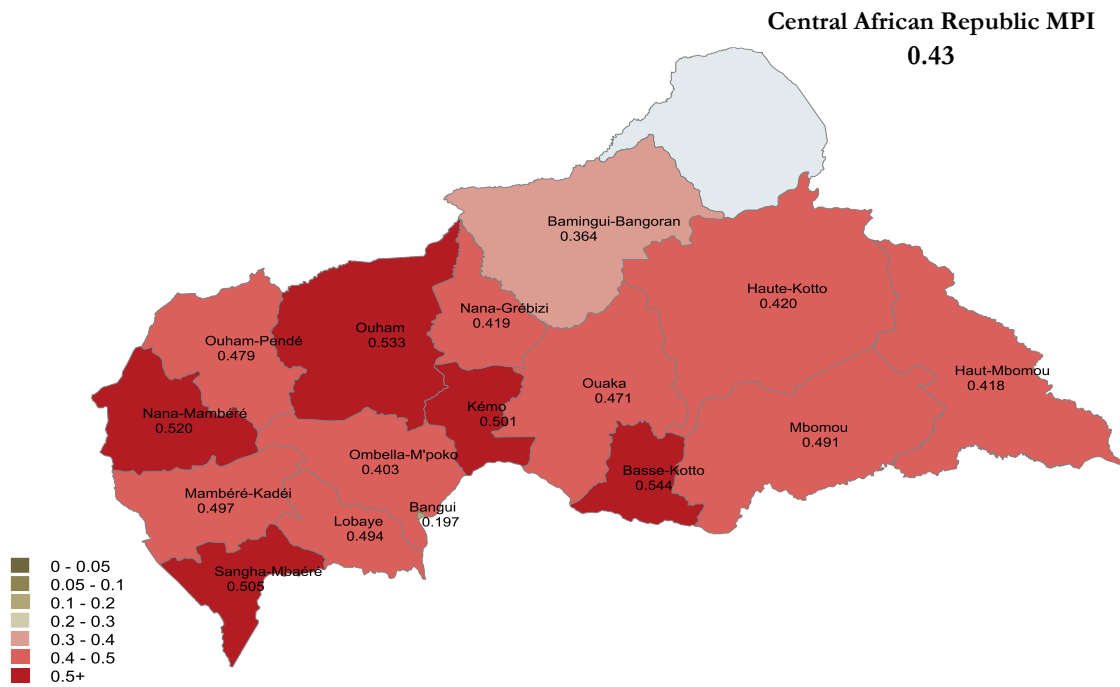 Central African Republic MPI
0.43
Bamingui-Bangoran
0.364
Haute-Kotto
0.420
Nana-Grébizi
0.419
Ouham
0.533
Ouham-Pendé
0.479
Haut-Mbomou
0.418
Ouaka
0.471
Kémo
0.501
Nana-Mambéré
0.520
Mbomou
0.491
Ombella-M'poko
0.403
Basse-Kotto
0.544
Mambéré-Kadéi
0.497
Bangui
0.197
Lobaye
0.494
Sangha-Mbaéré
0.505
0 - 0.05
0.05 - 0.1
0.1 - 0.2
0.2 - 0.3
0.3 - 0.4
0.4 - 0.5
0.5+